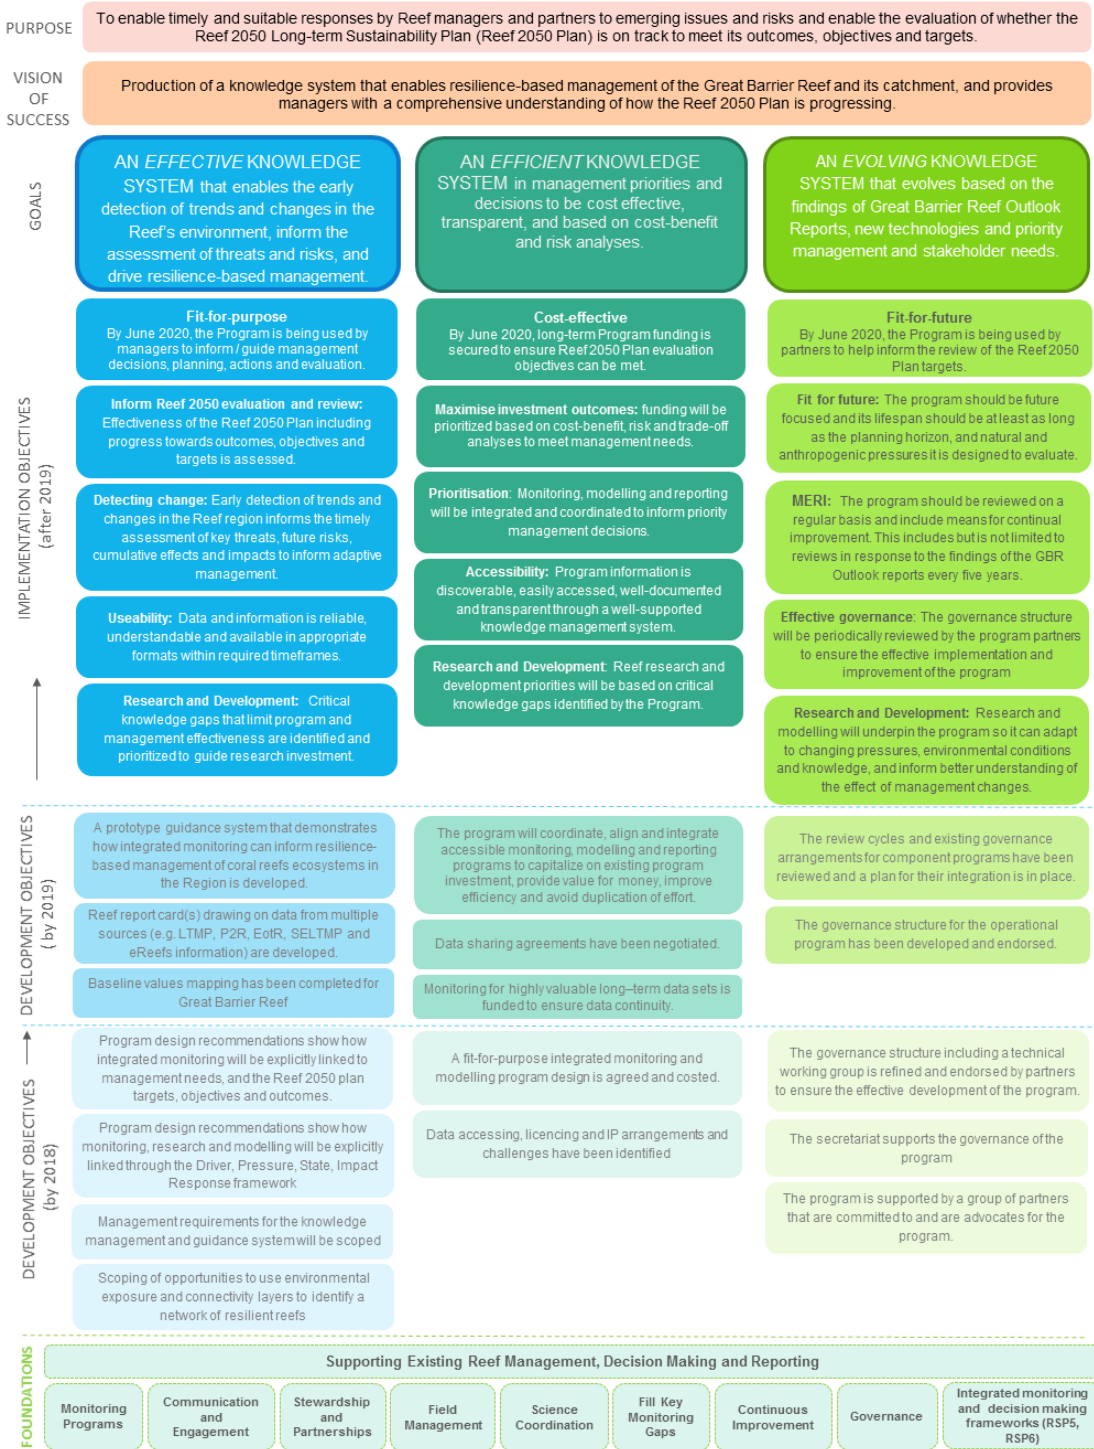 PURPOSE
To enable timely and suitable responses by Reef managers and partners to emerging issues and risks and enable the evaluation of whether the
Reef 2050 Long-term Sustainability Plan (Reef 2050 Plan) is on track to meet its outcomes, objectives and targets.
VISION
OF
SUCCESS
Production of a knowledge system that enables resilience-based management of the Great Barrier Reef and its catchment, and provides
managers with a comprehensive understanding of how the Reef 2050 Plan is progressing.
GOALS
AN EFFECTIVE KNOWLEDGE
SYSTEM that enables the early
detection of trends and changes in the
Reef's environment, inform the
assessment of threats and risks, and
drive resilience-based management.
AN EFFICIENT KNOWLEDGE
SYSTEM in management priorities and
decisions to be cost effective,
transparent, and based on cost-benefit
and risk analyses.
AN EVOLVING KNOWLEDGE
SYSTEM that evolves based on the
findings of Great Barrier Reef Outlook
Reports, new technologies and priority
management and stakeholder needs.
IMPLEMENTATION OBJECTIVES
(after 2019)
Fit-for-purpose
By June 2020, the Program is being used by
managers to inform / guide management
decisions, planning, actions and evaluation.
Inform Reef 2050 evaluation and review:
Effectiveness of the Reef 2050 Plan including
progress towards outcomes, objectives and
targets is assessed.
Detecting change: Early detection of trends and
changes in the Reef region informs the timely
assessment of key threats, future risks,
cumulative effects and impacts to inform adaptive
management.
Useability: Data and information is reliable,
understandable and available in appropriate
formats within required timeframes.
Research and Development: Critical
knowledge gaps that limit program and
management effectiveness are identified and
prioritized to guide research investment.
Cost-effective
By June 2020, long-term Program funding is
secured to ensure Reef 2050 Plan evaluation
objectives can be met.
Maximise investment outcomes: funding will be
prioritized based on cost-benefit, risk and trade-off
analyses to meet management needs.
Prioritisation: Monitoring, modelling and reporting
will be integrated and coordinated to inform priority
management decisions.
Accessibility: Program information is
discoverable, easily accessed, well-documented
and transparent through a well-supported
knowledge management system.
Research and Development: Reef research and
development priorities will be based on critical
knowledge gaps identified by the Program.
Fit-for-future
By June 2020, the Program is being used by
partners to help inform the review of the Reef 2050
Plan targets.
Fit for future: The program should be future
focused and its lifespan should be at least as long
as the planning horizon, and natural and
anthropogenic pressures it is designed to evaluate.
MERI: The program should be reviewed on a
regular basis and include means for continual
improvement. This includes but is not limited to
reviews in response to the findings of the GBR
Outlook reports every five years.
Effective governance: The governance structure
will be periodically reviewed by the program partners
to ensure the effective implementation and
improvement of the program
Research and Development: Research and
modelling will underpin the program so it can adapt
to changing pressures, environmental conditions
and knowledge, and inform better understanding of
the effect of management changes.
DEVELOPMENT OBJECTIVES
( by 2019)
A prototype guidance system that demonstrates
how integrated monitoring can inform resilience-
based management of coral reefs ecosystems in
the Region is developed.
Reef report card(s) drawing on data from multiple
sources (e.g. LTMP, P2R, EotR, SELTMP and
eReefs information) are developed.
Baseline values mapping has been completed for
Great Barrier Reef
The program will coordinate, align and integrate
accessible monitoring, modelling and reporting
programs to capitalize on existing program
investment, provide value for money, improve
efficiency and avoid duplication of effort.
Data sharing agreements have been negotiated.
Monitoring for highly valuable long–term data sets is
funded to ensure data continuity.
The review cycles and existing governance
arrangements for component programs have been
reviewed and a plan for their integration is in place.
The governance structure for the operational
program has been developed and endorsed.
DEVELOPMENT OBJECTIVES
(by 2018)
Program design recommendations show how
integrated monitoring will be explicitly linked to
management needs, and the Reef 2050 plan
targets, objectives and outcomes.
Program design recommendations show how
monitoring, research and modelling will be explicitly
linked through the Driver, Pressure, State, Impact
Response framework
Management requirements for the knowledge
management and guidance system will be scoped
Scoping of opportunities to use environmental
exposure and connectivity layers to identify a
network of resilient reefs
A fit-for-purpose integrated monitoring and
modelling program design is agreed and costed.
Data accessing, licencing and IP arrangements and
challenges have been identified
The governance structure including a technical
working group is refined and endorsed by partners
to ensure the effective development of the program.
The secretariat supports the governance of the
program
The program is supported by a group of partners
that are committed to and are advocates for the
program.
FOUNDATIONS
Supporting Existing Reef Management, Decision Making and Reporting
Monitoring
Programs
Communication
and
Engagement
Stewardship
and
Partnerships
Field
Management
Science
Coordination
Fill Key
Monitoring
Gaps
Continuous
Improvement
Governance
Integrated monitoring
and decision making
frameworks (RSP5,
RSP6)